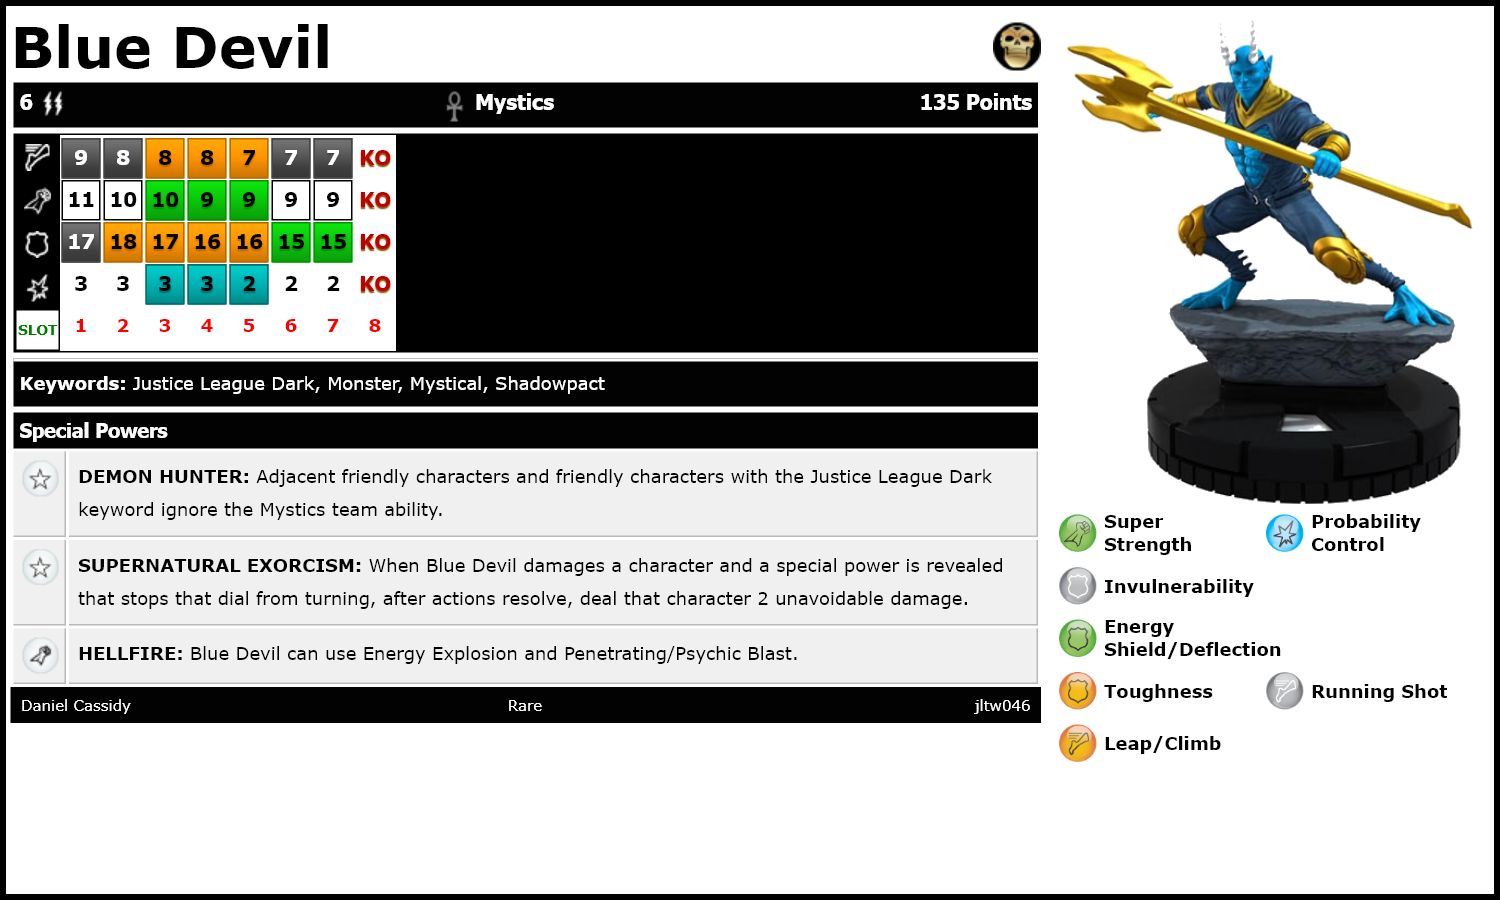 Blue Devil
6 Mystics 135 Points
9 8 8 8 7 7 7 KO
11 10 10 9 9 9 9 KO
17 18 17 16 16 15 15 KO
3 3 3 3 2 2 2 KO
SLOT 1 2 3 4 5 6 7 8
Keywords: Justice League Dark, Monster, Mystical, Shadowpact
Special Powers
DEMON HUNTER: Adjacent friendly characters and friendly characters with the Justice League Dark
keyword ignore the Mystics team ability.
SUPERNATURAL EXORCISM: When Blue Devil damages a character and a special power is revealed
that stops that dial from turning, after actions resolve, deal that character 2 unavoidable damage.
HELLFIRE: Blue Devil can use Energy Explosion and Penetrating/Psychic Blast.
Daniel Cassidy Rare jltw046
Super
Strength
Probability
Control
Invulnerability
Energy
Shield/Deflection
Toughness
Running Shot
Leap/Climb